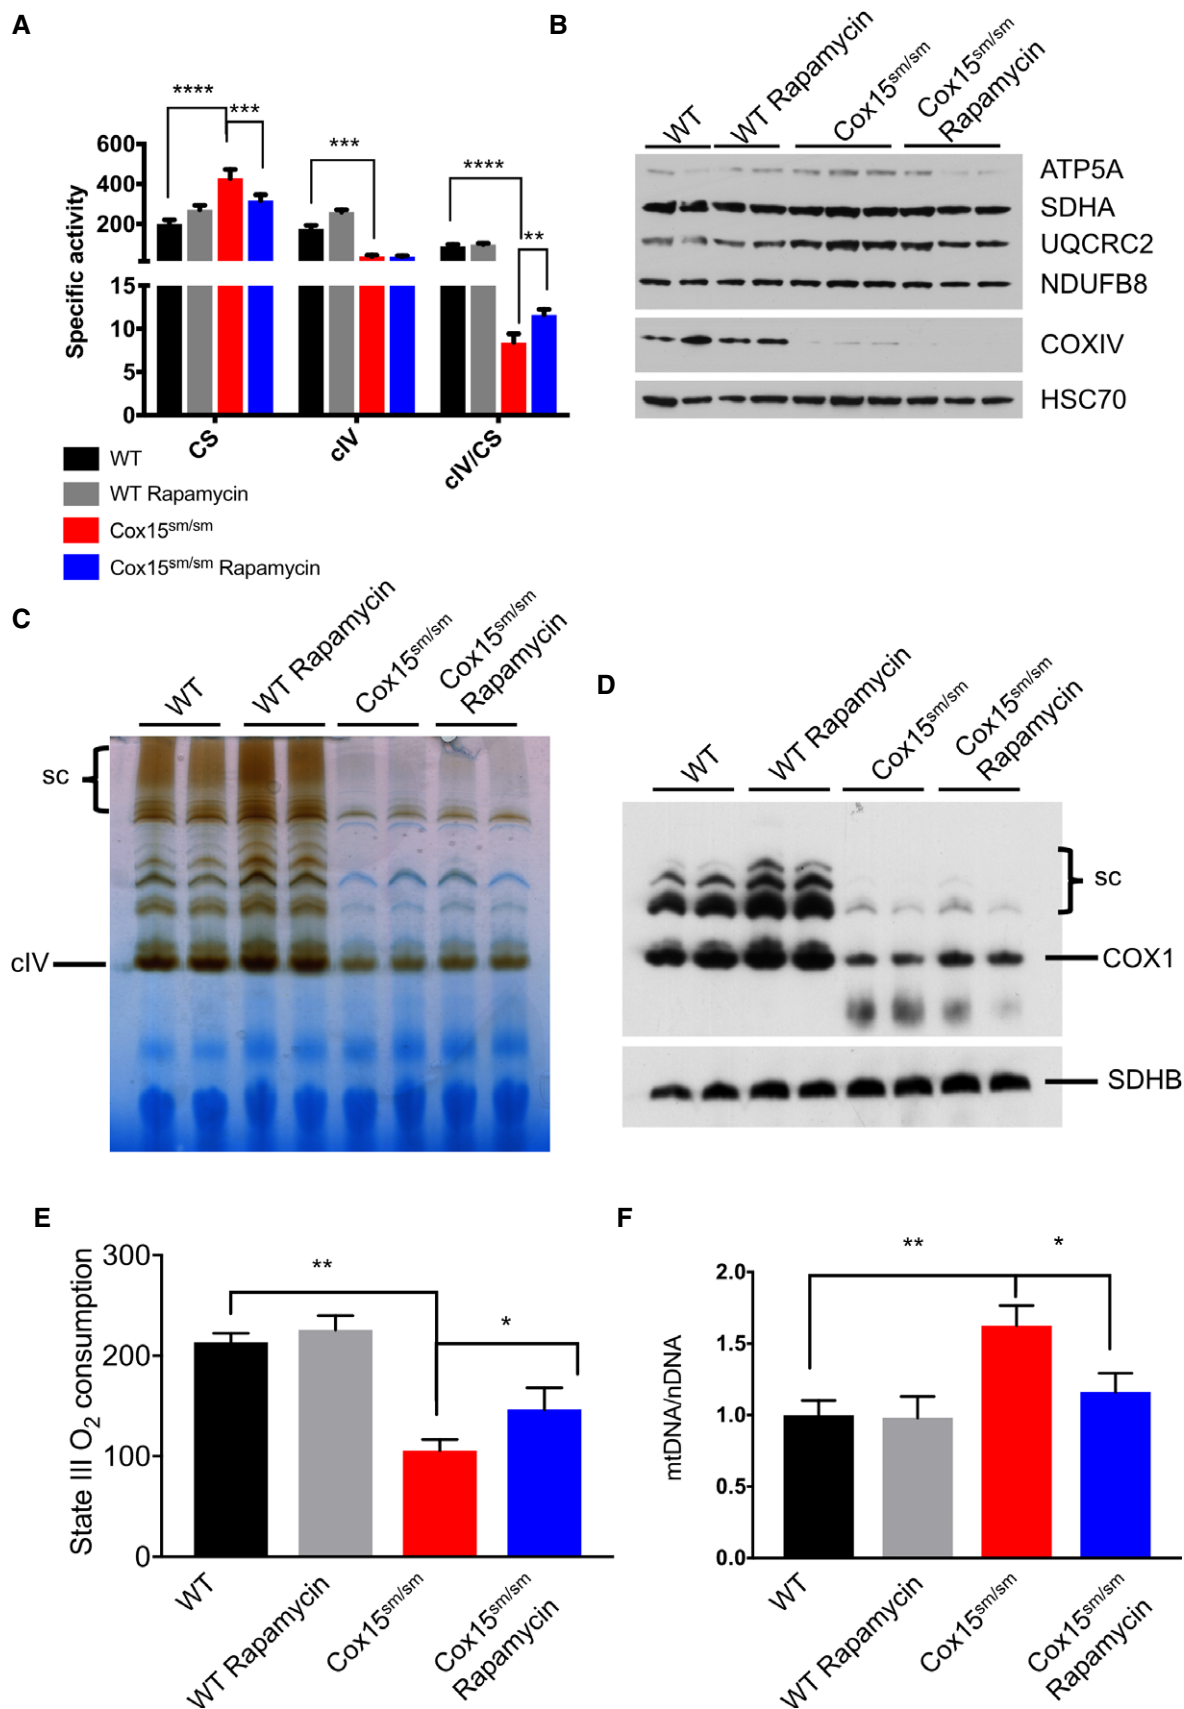 A
****
***
***
****
**
600
400
200
15
10
5
0
Specific activity
CS
cIV
cIV/CS
WT
WT Rapamycin
Cox15sm/sm
Cox15sm/sm Rapamycin
B
WT
WT Rapamycin
Cox15sm/sm
Cox15sm/sm
Rapamycin
ATP5A
SDHA
UQCRC2
NDUFB8
COXIV
HSC70
C
WT
WT Rapamycin
Cox15sm/sm
Cox15sm/sm
Rapamycin
sc
cIV
D
WT
WT Rapamycin
Cox15sm/sm
Cox15sm/sm
Rapamycin
sc
COX1
SDHB
E
State III O2 consumption
300
200
100
0
**
*
WT
WT Rapamycin
Cox15sm/sm
Cox15sm/sm
Rapamycin
F
mtDNA/nDNA
2.0
1.5
1.0
0.5
0.0
**
*
WT
WT Rapamycin
Cox15sm/sm
Cox15sm/sm
Rapamycin